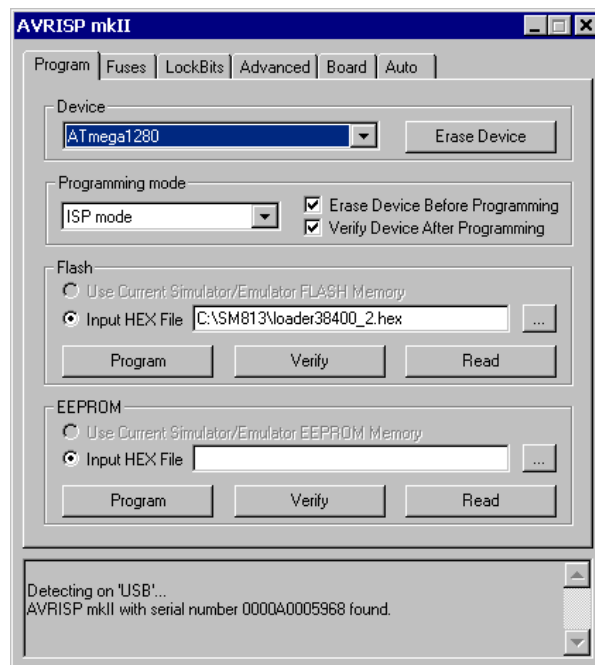 AVRISP mkII
Program Fuses LockBits Advanced Board Auto
Device
ATmega1280 Erase Device
Programming mode
ISP mode
Erase Device Before Programming
Verify Device After Programming
Flash
Use Current Simulator/Emulator FLASH Memory
Input HEX File C:\SM813\loader38400_2.hex ...
Program Verify Read
EEPROM
Use Current Simulator/Emulator EEPROM Memory
Input HEX File ...
Program Verify Read
Detecting on 'USB'...
AVRISP mkII with serial number 0000A0005968 found.